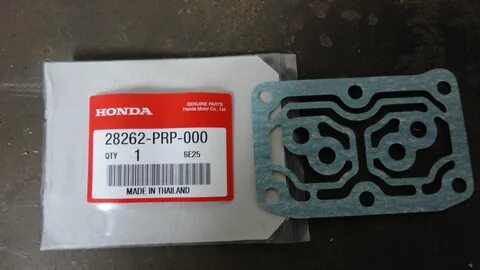 HONDA
GENUINE PARTS
Honda Motor Co., Ltd.
28262-PRP-000
QTY 1 6E25
MADE IN THAILAND